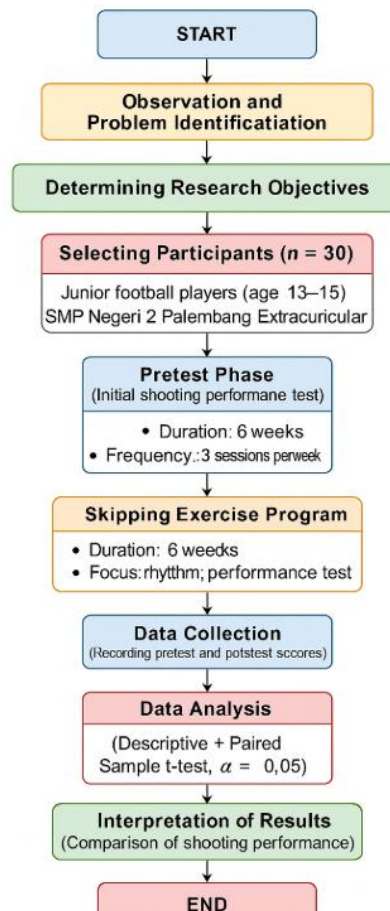 START
Observation and
Problem Identificatiation
Determining Research Objectives
Selecting Participants (n = 30)
Junior football players (age 13–15)
SMP Negeri 2 Palembang Extracuricular
Pretest Phase
(Initial shooting performane test)
• Duration: 6 weeks
• Frequency.:3 sessions perweek
Skipping Exercise Program
• Duration: 6 weeks
• Focus:rhytthm; performance test
Data Collection
(Recording pretest and potstest sccores)
Data Analysis
(Descriptive + Paired
Sample t-test, α = 0,05)
Interpretation of Results
(Comparison of shooting performance)
END